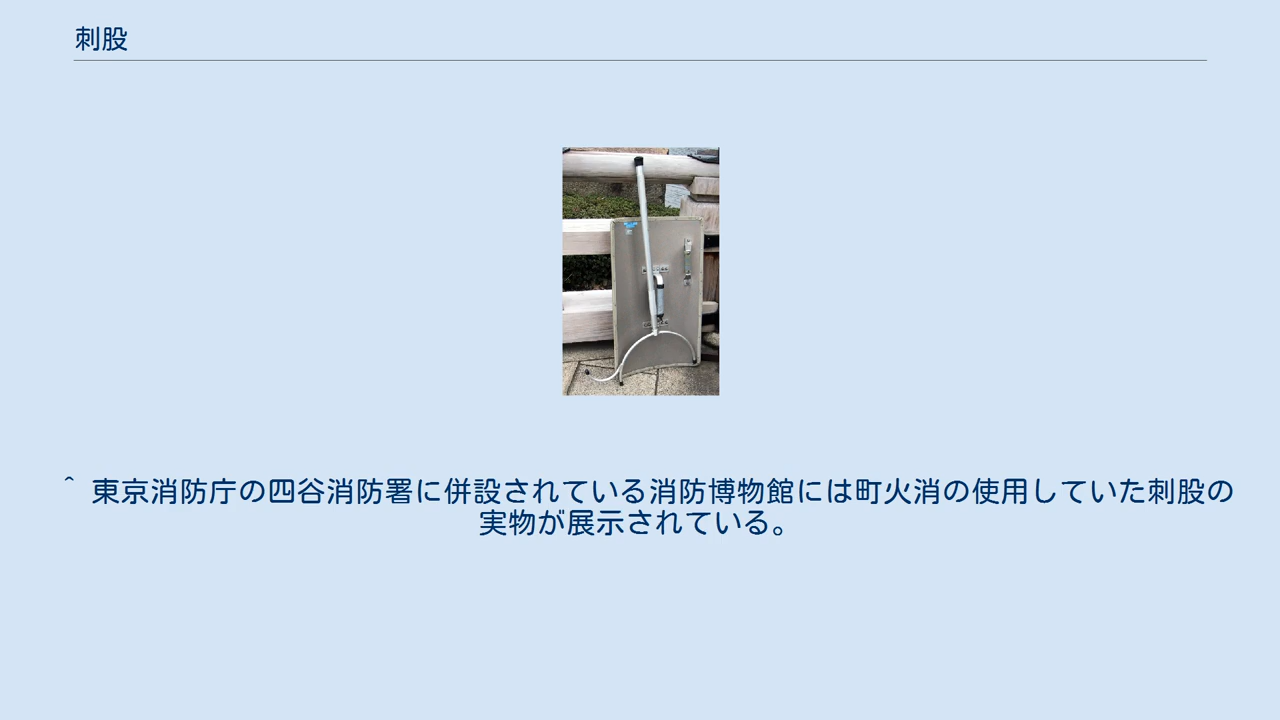 刺股
^ 東京消防庁の四谷消防署に併設されている消防博物館には町火消の使用していた刺股の
実物が展示されている。